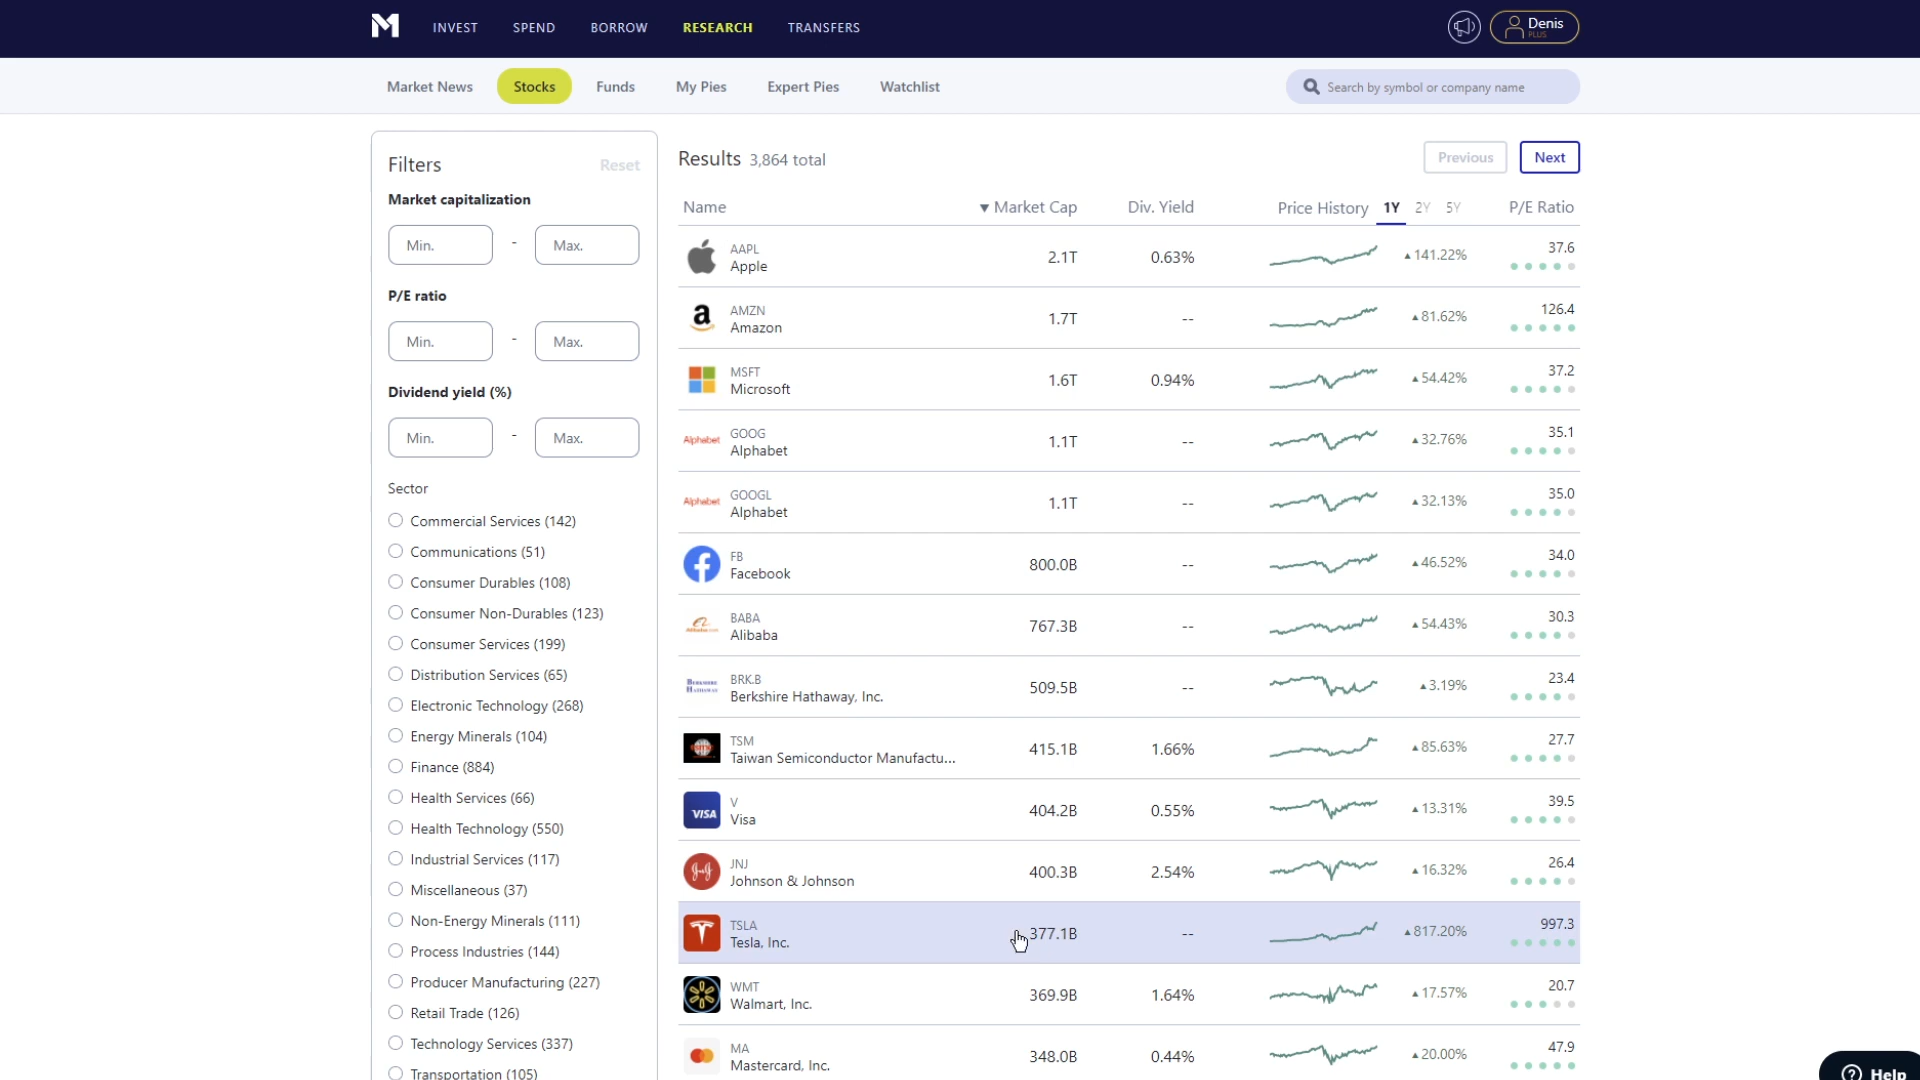 M INVEST SPEND BORROW RESEARCH TRANSFERS Denis
PLUS
Market News Stocks Funds My Pies Expert Pies Watchlist Search by symbol or company name
Filters Reset
Market capitalization
Min. - Max.
P/E ratio
Min. - Max.
Dividend yield (%)
Min. - Max.
Sector
Commercial Services (142)
Communications (51)
Consumer Durables (108)
Consumer Non-Durables (123)
Consumer Services (199)
Distribution Services (65)
Electronic Technology (268)
Energy Minerals (104)
Finance (884)
Health Services (66)
Health Technology (550)
Industrial Services (117)
Miscellaneous (37)
Non-Energy Minerals (111)
Process Industries (144)
Producer Manufacturing (227)
Retail Trade (126)
Technology Services (337)
Transportation (105)
Results 3,864 total Previous Next
Name ▼ Market Cap Div. Yield Price History 1Y 2Y 5Y P/E Ratio
AAPL
Apple 2.1T 0.63% ▲141.22% 37.6
a AMZN
Amazon 1.7T -- ▲81.62% 126.4
MSFT
Microsoft 1.6T 0.94% ▲54.42% 37.2
Alphabet GOOG
Alphabet 1.1T -- ▲32.76% 35.1
Alphabet GOOGL
Alphabet 1.1T -- ▲32.13% 35.0
f FB
Facebook 800.0B -- ▲46.52% 34.0
BABA
Alibaba 767.3B -- ▲54.43% 30.3
Berkshire Hathaway BRK.B
Berkshire Hathaway, Inc. 509.5B -- ▲3.19% 23.4
TSM
Taiwan Semiconductor Manufactu... 415.1B 1.66% ▲85.63% 27.7
VISA V
Visa 404.2B 0.55% ▲13.31% 39.5
JNJ
Johnson & Johnson 400.3B 2.54% ▲16.32% 26.4
TSLA
Tesla, Inc. 377.1B -- ▲817.20% 997.3
WMT
Walmart, Inc. 369.9B 1.64% ▲17.57% 20.7
MA
Mastercard, Inc. 348.0B 0.44% ▲20.00% 47.9
? Help